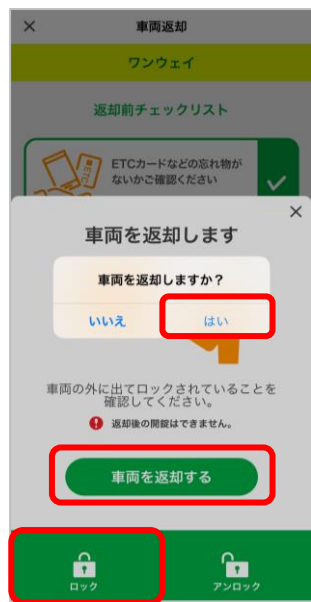 × 車両返却
ワンウェイ
返却前チェックリスト
ETC
ETCカードなどの忘れ物が
ないかご確認ください
×
車両を返却します
車両を返却しますか？
いいえ はい
車両の外に出てロックされていることを
確認してください。
! 返却後の開錠はできません。
車両を返却する
ロック アンロック